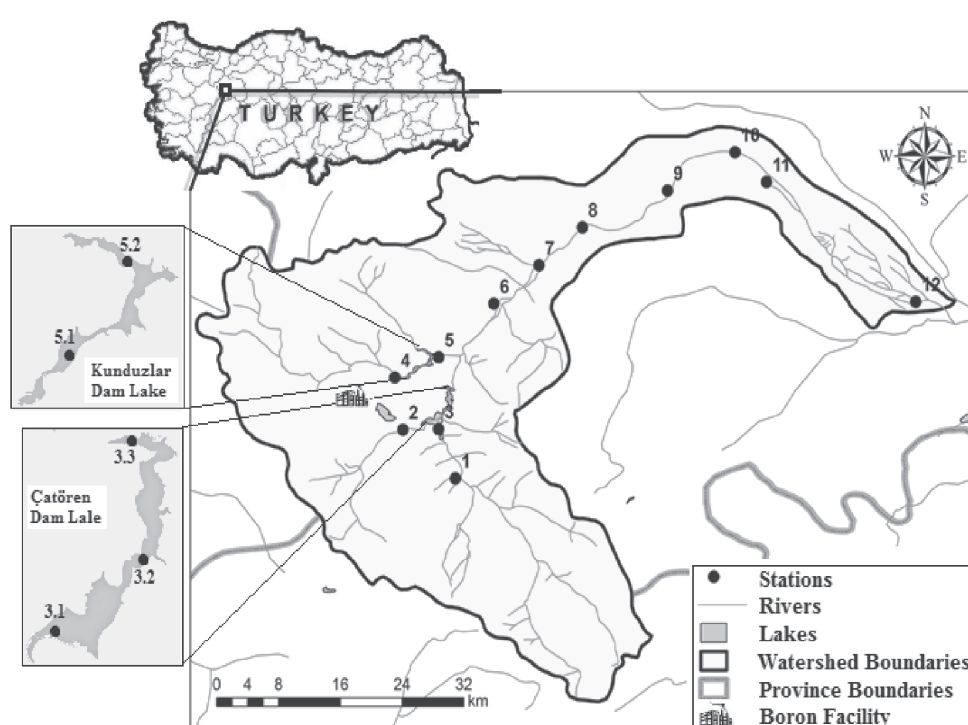 TURKEY
N
W
E
S
10
11
9
8
7
12
6
5.2
5.1
Kunduzlar
Dam Lake
5
4
2
3
1
3.3
Çatören
Dam Lale
3.2
3.1
0 4 8 16 24 32
km
Stations
Rivers
Lakes
Watershed Boundaries
Province Boundaries
Boron Facility